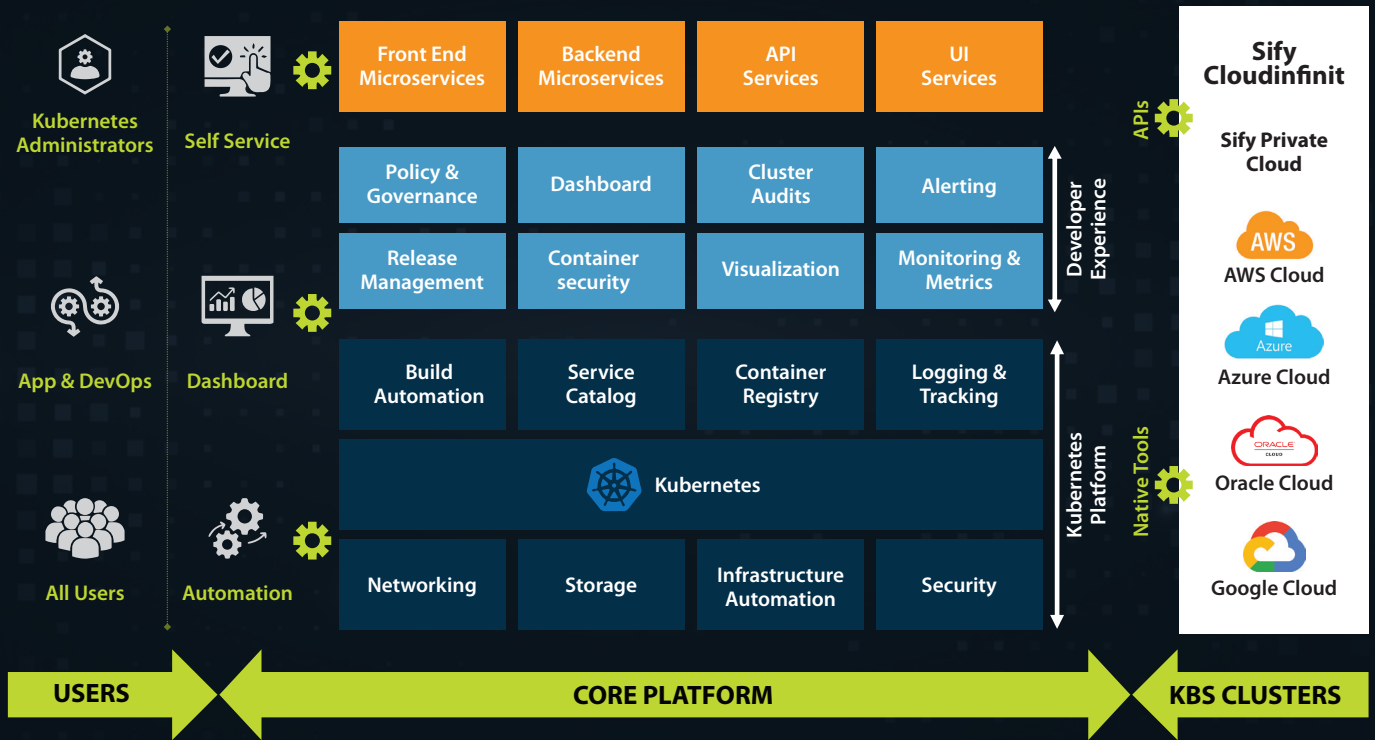 Kubernetes
Administrators
Self Service
App & DevOps
Dashboard
All Users
Automation
Front End
Microservices
Backend
Microservices
API
Services
UI
Services
Policy &
Governance
Dashboard
Cluster
Audits
Alerting
Release
Management
Container
security
Visualization
Monitoring &
Metrics
Developer
Experience
Build
Automation
Service
Catalog
Container
Registry
Logging &
Tracking
Kubernetes
Networking
Storage
Infrastructure
Automation
Security
Kubernetes
Platform
APIs
Native Tools
Sify
Cloudinfinit
Sify Private
Cloud
AWS
AWS Cloud
Azure
Azure Cloud
ORACLE
CLOUD
Oracle Cloud
Google Cloud
USERS
CORE PLATFORM
KBS CLUSTERS